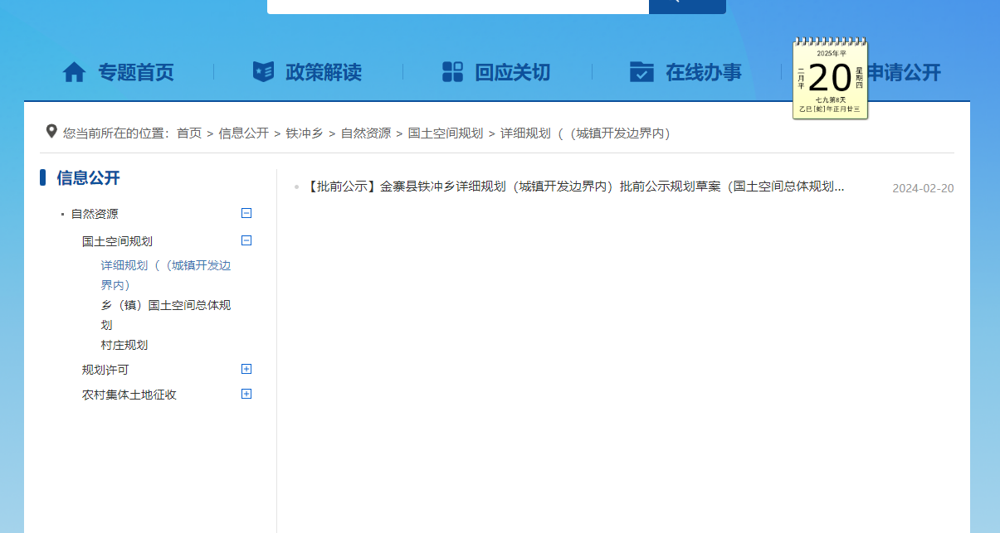 专题首页
政策解读
回应关切
在线办事
申请公开
2025年平
二月平
20
星期四
七九第8天
乙巳[蛇]年正月廿三
您当前所在的位置：首页 > 信息公开 > 铁冲乡 > 自然资源 > 国土空间规划 > 详细规划（（城镇开发边界内）
信息公开
自然资源
国土空间规划
详细规划（（城镇开发边
界内）
乡（镇）国土空间总体规
划
村庄规划
规划许可
农村集体土地征收
【批前公示】金寨县铁冲乡详细规划（城镇开发边界内）批前公示规划草案（国土空间总体规划...
2024-02-20